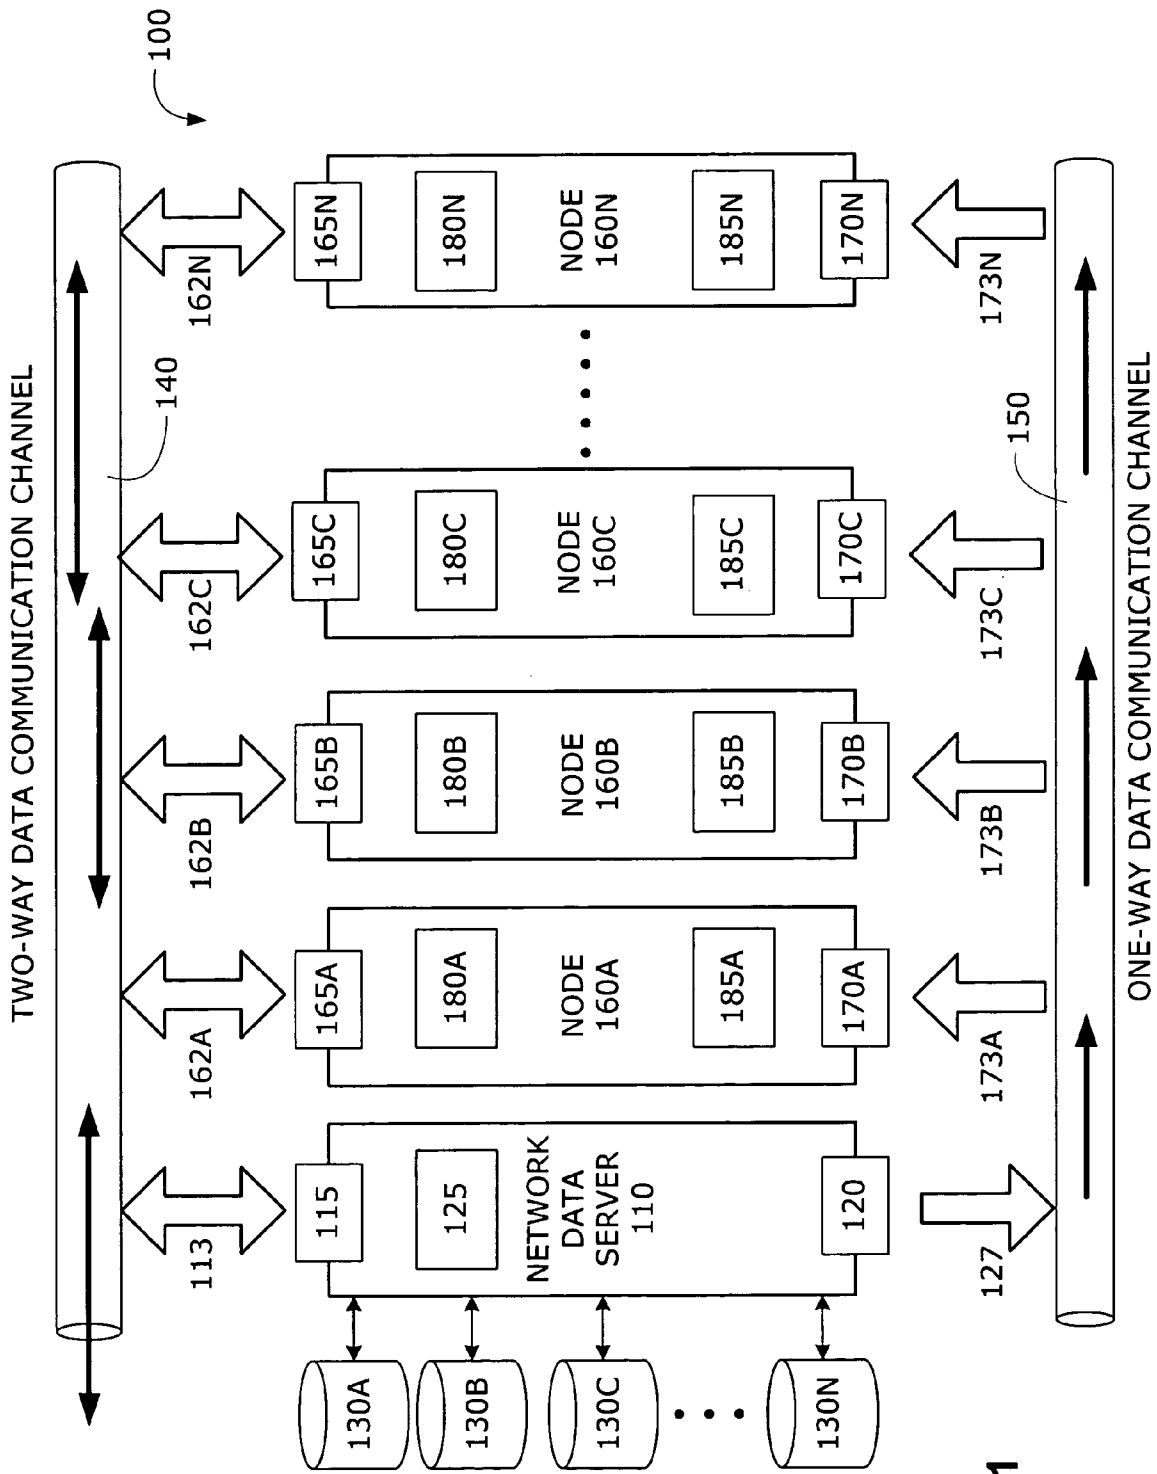 TWO-WAY DATA COMMUNICATION CHANNEL
100
140
113
162A
162B
162C
162N
115
165A
165B
165C
165N
125
180A
180B
180C
180N
NETWORK
DATA
SERVER
110
NODE
160A
NODE
160B
NODE
160C
NODE
160N
185A
185B
185C
185N
120
170A
170B
170C
170N
130A
130B
130C
130N
127
173A
173B
173C
173N
150
ONE-WAY DATA COMMUNICATION CHANNEL
1